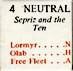 4 NEUTRAL
Sepriz and the
Ten
Lormyr.....N
Olab.......H
Free Fleet...A